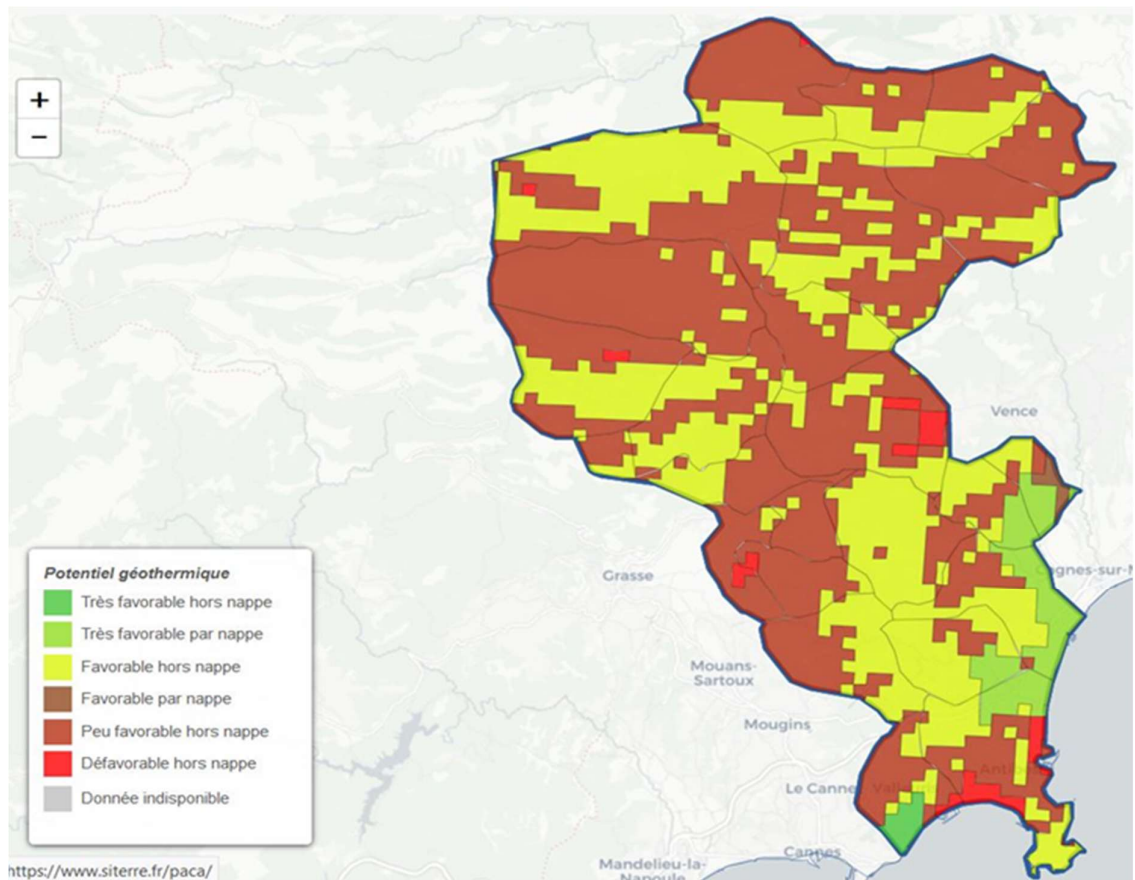 +
−
Vence
Cagnes-sur-M
Grasse
Potentiel géothermique
Très favorable hors nappe
Très favorable par nappe
Favorable hors nappe
Favorable par nappe
Peu favorable hors nappe
Défavorable hors nappe
Donnée indisponible
Mouans-
Sartoux
Mougins
Le Cannet
Cannes
Mandelieu-la-
Napoule
https://www.siterre.fr/paca/